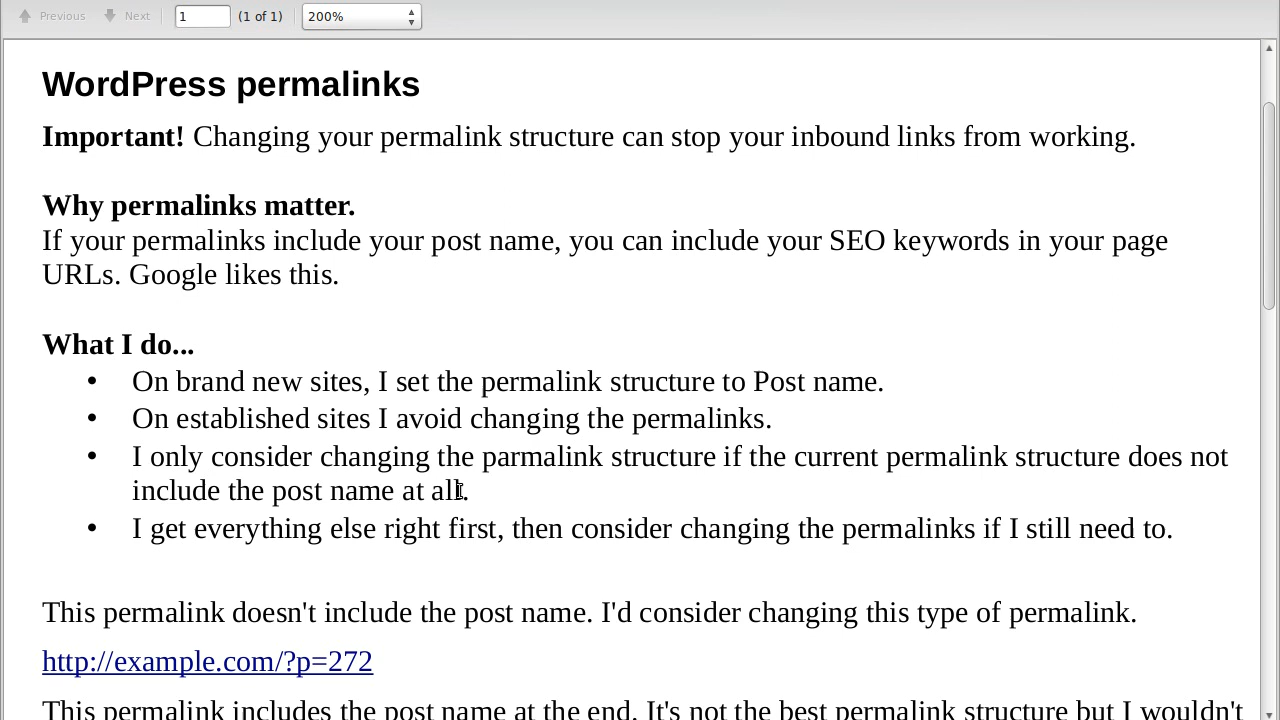 Previous Next 1 (1 of 1) 200%
WordPress permalinks
Important! Changing your permalink structure can stop your inbound links from working.
Why permalinks matter.
If your permalinks include your post name, you can include your SEO keywords in your page
URLs. Google likes this.
What I do...
• On brand new sites, I set the permalink structure to Post name.
• On established sites I avoid changing the permalinks.
• I only consider changing the parmalink structure if the current permalink structure does not
include the post name at all.
• I get everything else right first, then consider changing the permalinks if I still need to.
This permalink doesn't include the post name. I'd consider changing this type of permalink.
http://example.com/?p=272
This permalink includes the post name at the end. It's not the best permalink structure but I wouldn't